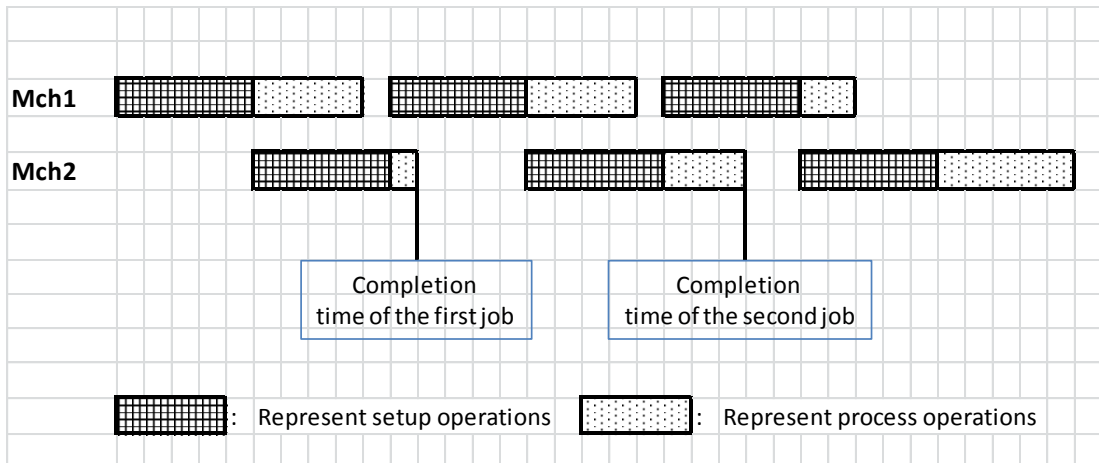 Mch1
Mch2
Completion
time of the first job
Completion
time of the second job
: Represent setup operations
: Represent process operations